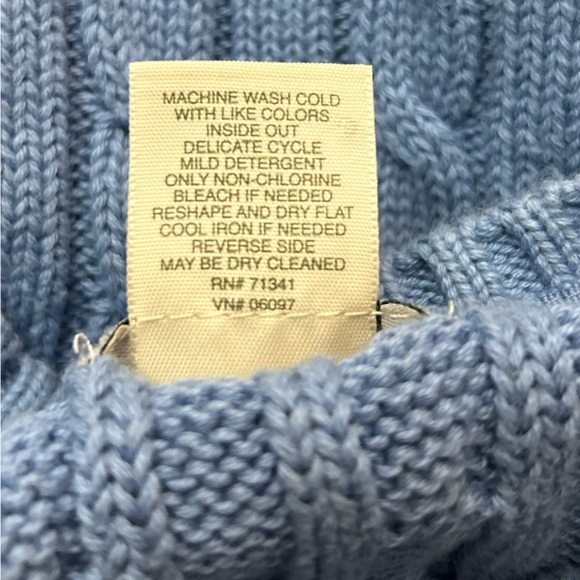 MACHINE WASH COLD
WITH LIKE COLORS
INSIDE OUT
DELICATE CYCLE
MILD DETERGENT
ONLY NON-CHLORINE
BLEACH IF NEEDED
RESHAPE AND DRY FLAT
COOL IRON IF NEEDED
REVERSE SIDE
MAY BE DRY CLEANED
RN# 71341
VN# 06097